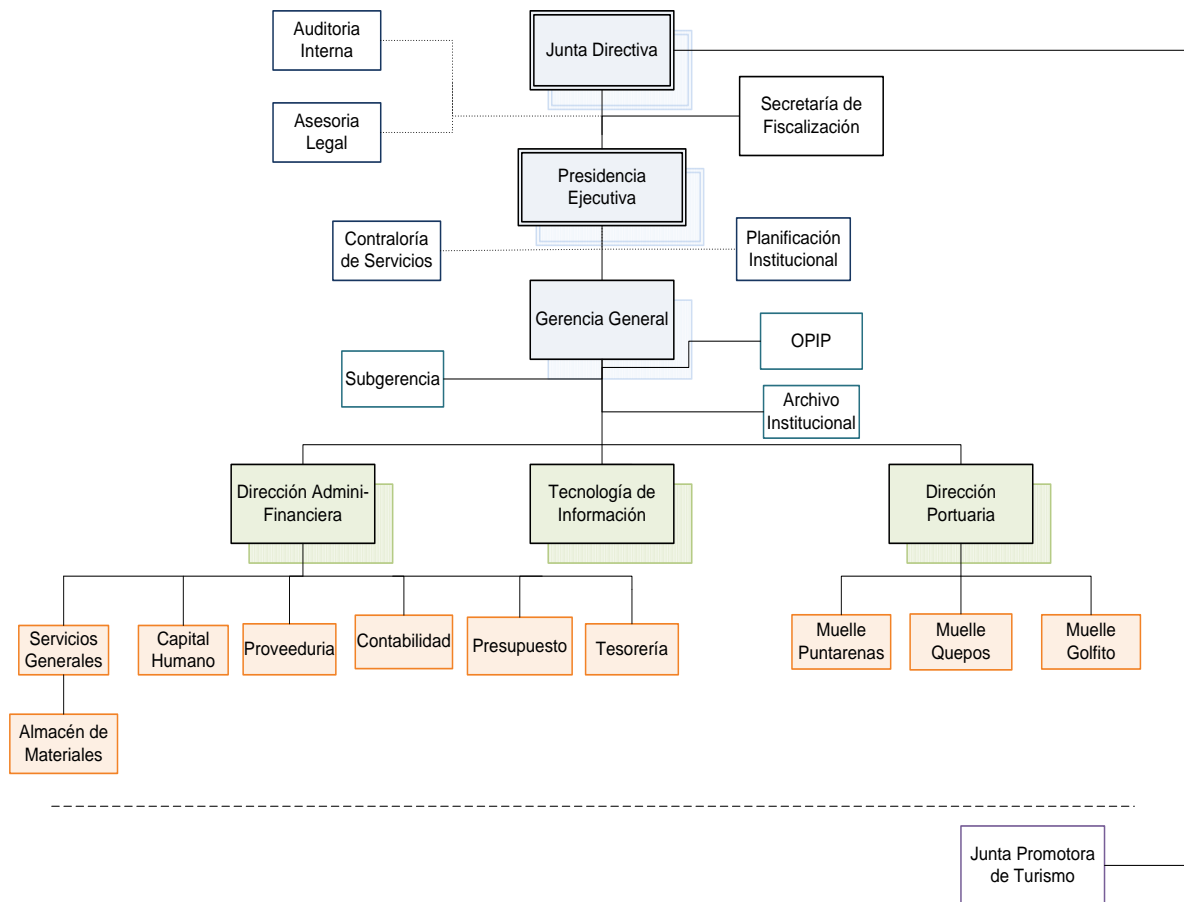 Auditoria
Interna
Junta Directiva
Asesoria
Legal
Secretaría de
Fiscalización
Presidencia
Ejecutiva
Contraloría
de Servicios
Planificación
Institucional
Gerencia General
OPIP
Subgerencia
Archivo
Institucional
Dirección Admini-
Financiera
Tecnología de
Información
Dirección
Portuaria
Servicios
Generales
Capital
Humano
Proveeduria
Contabilidad
Presupuesto
Tesorería
Muelle
Puntarenas
Muelle
Quepos
Muelle
Golfito
Almacén de
Materiales
Junta Promotora
de Turismo